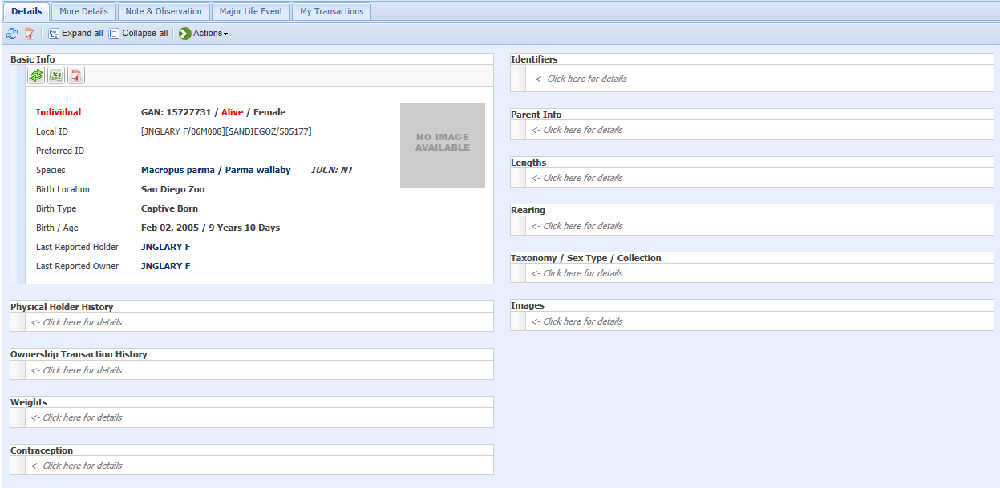 Details More Details Note & Observation Major Life Event My Transactions
Expand all Collapse all Actions
Basic Info
Individual GAN: 15727731 / Alive / Female
Local ID [JNGLARY F/06M008][SANDIEGOZ/505177]
Preferred ID
Species Macropus parma / Parma wallaby IUCN: NT
Birth Location San Diego Zoo
Birth Type Captive Born
Birth / Age Feb 02, 2005 / 9 Years 10 Days
Last Reported Holder JNGLARY F
Last Reported Owner JNGLARY F
NO IMAGE
AVAILABLE
Physical Holder History
<- Click here for details
Ownership Transaction History
<- Click here for details
Weights
<- Click here for details
Contraception
<- Click here for details
Identifiers
<- Click here for details
Parent Info
<- Click here for details
Lengths
<- Click here for details
Rearing
<- Click here for details
Taxonomy / Sex Type / Collection
<- Click here for details
Images
<- Click here for details